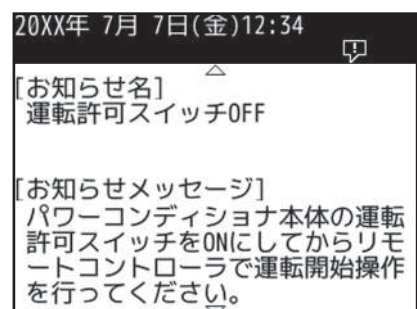 20XX年 7月 7日(金)12:34
[お知らせ名]
運転許可スイッチOFF
[お知らせメッセージ]
パワーコンディショナ本体の運転
許可スイッチをONにしてからリモ
ートコントローラで運転開始操作
を行ってください。